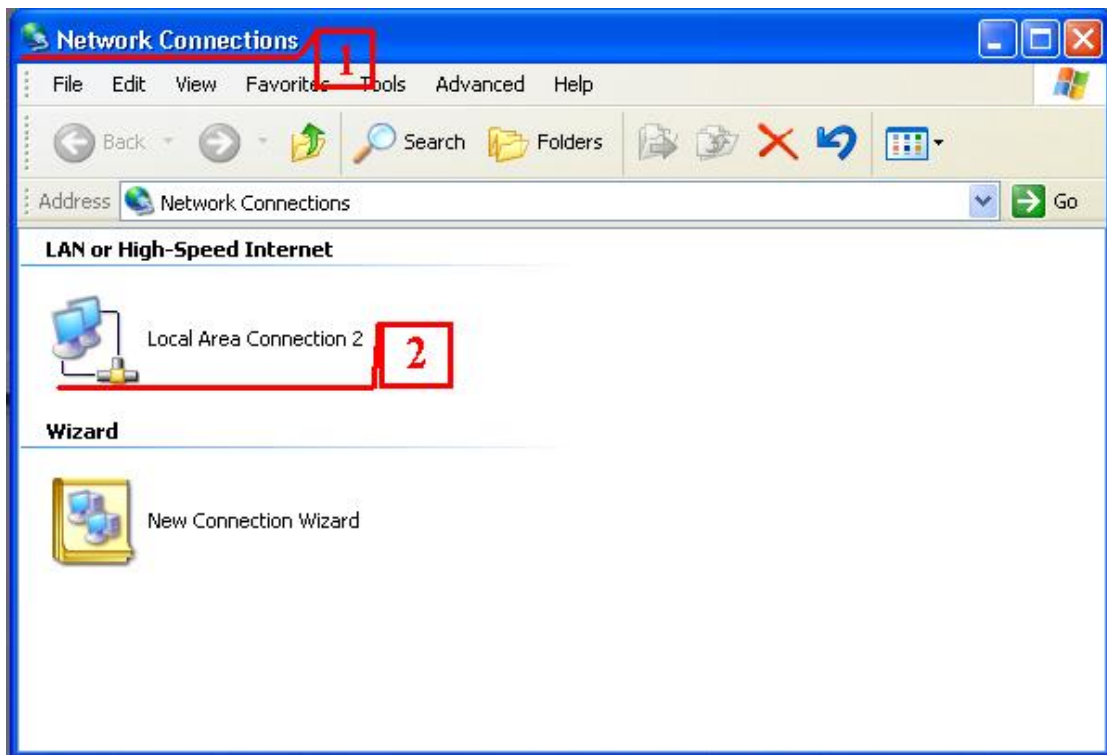 Network Connections
1
File Edit View Favorites Tools Advanced Help
Back Search Folders
Address Network Connections Go
LAN or High-Speed Internet
Local Area Connection 2
2
Wizard
New Connection Wizard